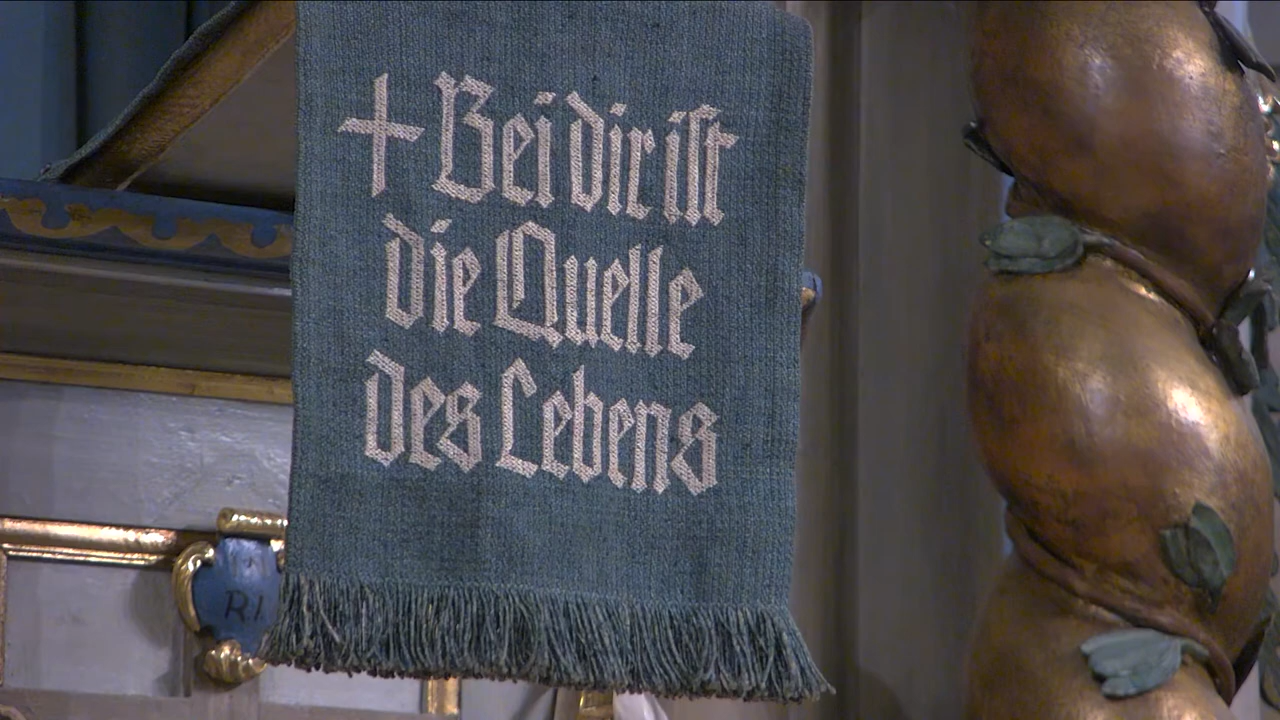 + Bei dir ist
die Quelle
des Lebens
R.I.